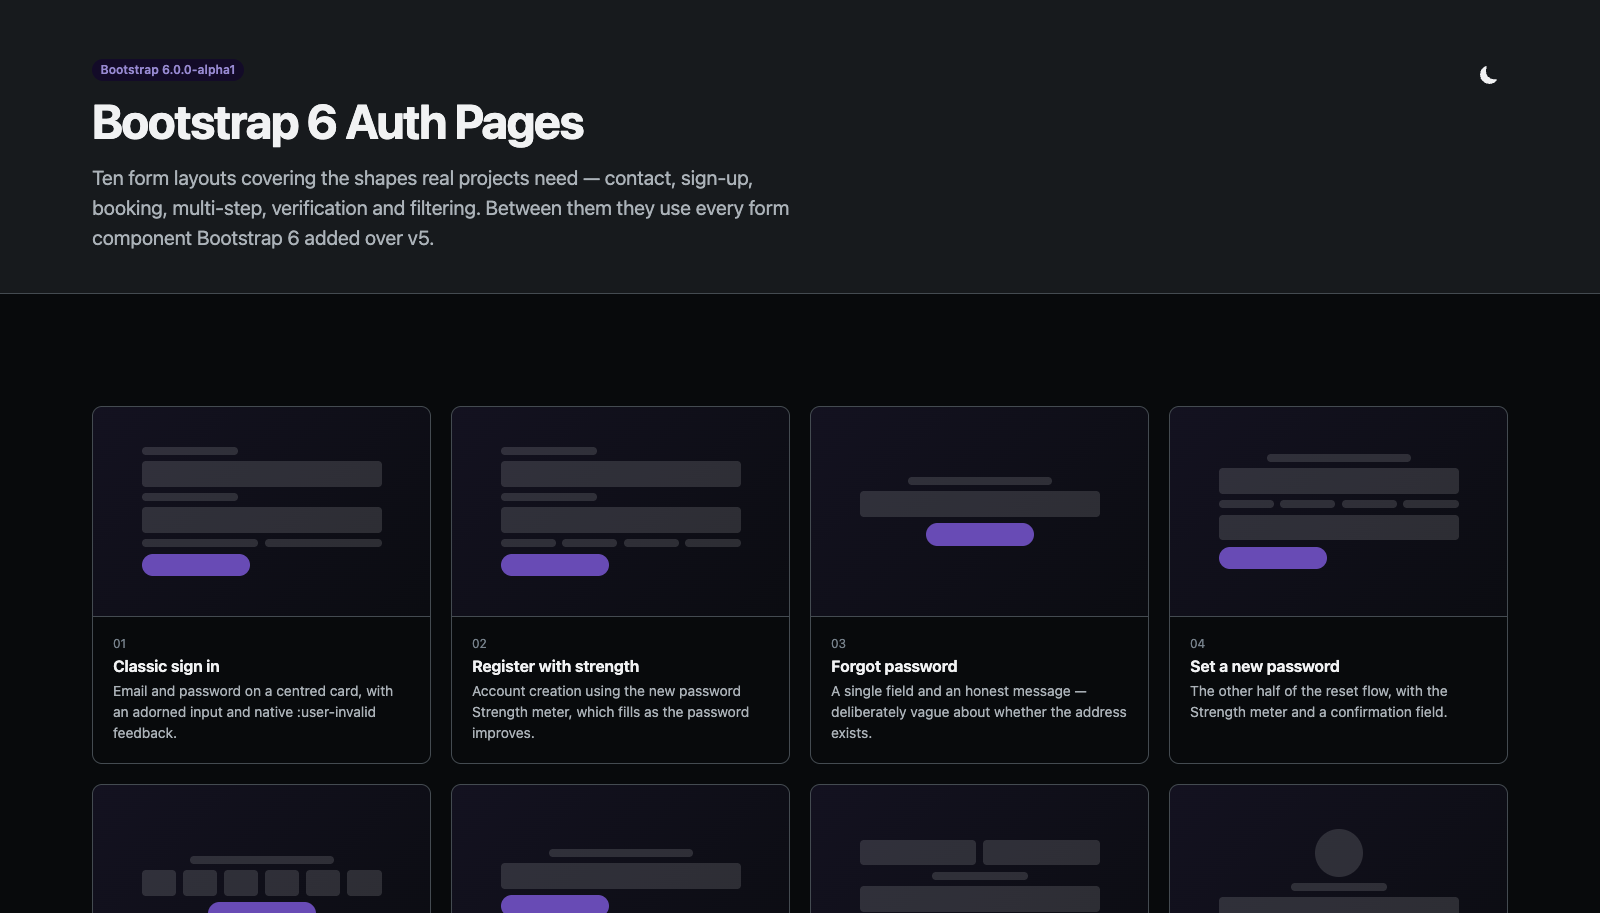 Bootstrap 6.0.0-alpha1
Bootstrap 6 Auth Pages
Ten form layouts covering the shapes real projects need — contact, sign-up,
booking, multi-step, verification and filtering. Between them they use every form
component Bootstrap 6 added over v5.
01
Classic sign in
Email and password on a centred card, with
an adorned input and native :user-invalid
feedback.
02
Register with strength
Account creation using the new password
Strength meter, which fills as the password
improves.
03
Forgot password
A single field and an honest message —
deliberately vague about whether the address
exists.
04
Set a new password
The other half of the reset flow, with the
Strength meter and a confirmation field.